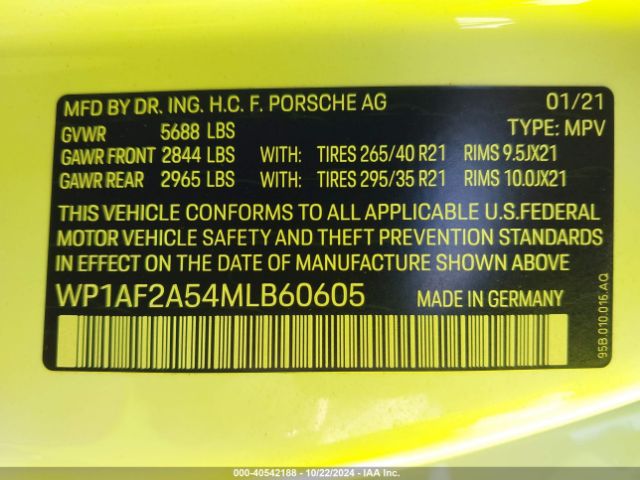 MFD BY DR. ING. H.C. F. PORSCHE AG 01/21
GVWR 5688 LBS TYPE: MPV
GAWR FRONT 2844 LBS WITH: TIRES 265/40 R21 RIMS 9.5JX21
GAWR REAR 2965 LBS WITH: TIRES 295/35 R21 RIMS 10.0JX21
THIS VEHICLE CONFORMS TO ALL APPLICABLE U.S.FEDERAL
MOTOR VEHICLE SAFETY AND THEFT PREVENTION STANDARDS
IN EFFECT ON THE DATE OF MANUFACTURE SHOWN ABOVE
WP1AF2A54MLB60605 MADE IN GERMANY
95B.010.016.AQ
000-40542188 - 10/22/2024 - IAAI.com